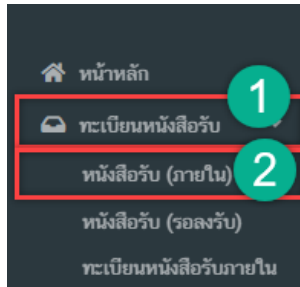 หน้าหลัก
1
ทะเบียนหนังสือรับ
หนังสือรับ (ภายใน)
2
หนังสือรับ (รอลงรับ)
ทะเบียนหนังสือรับภายใน